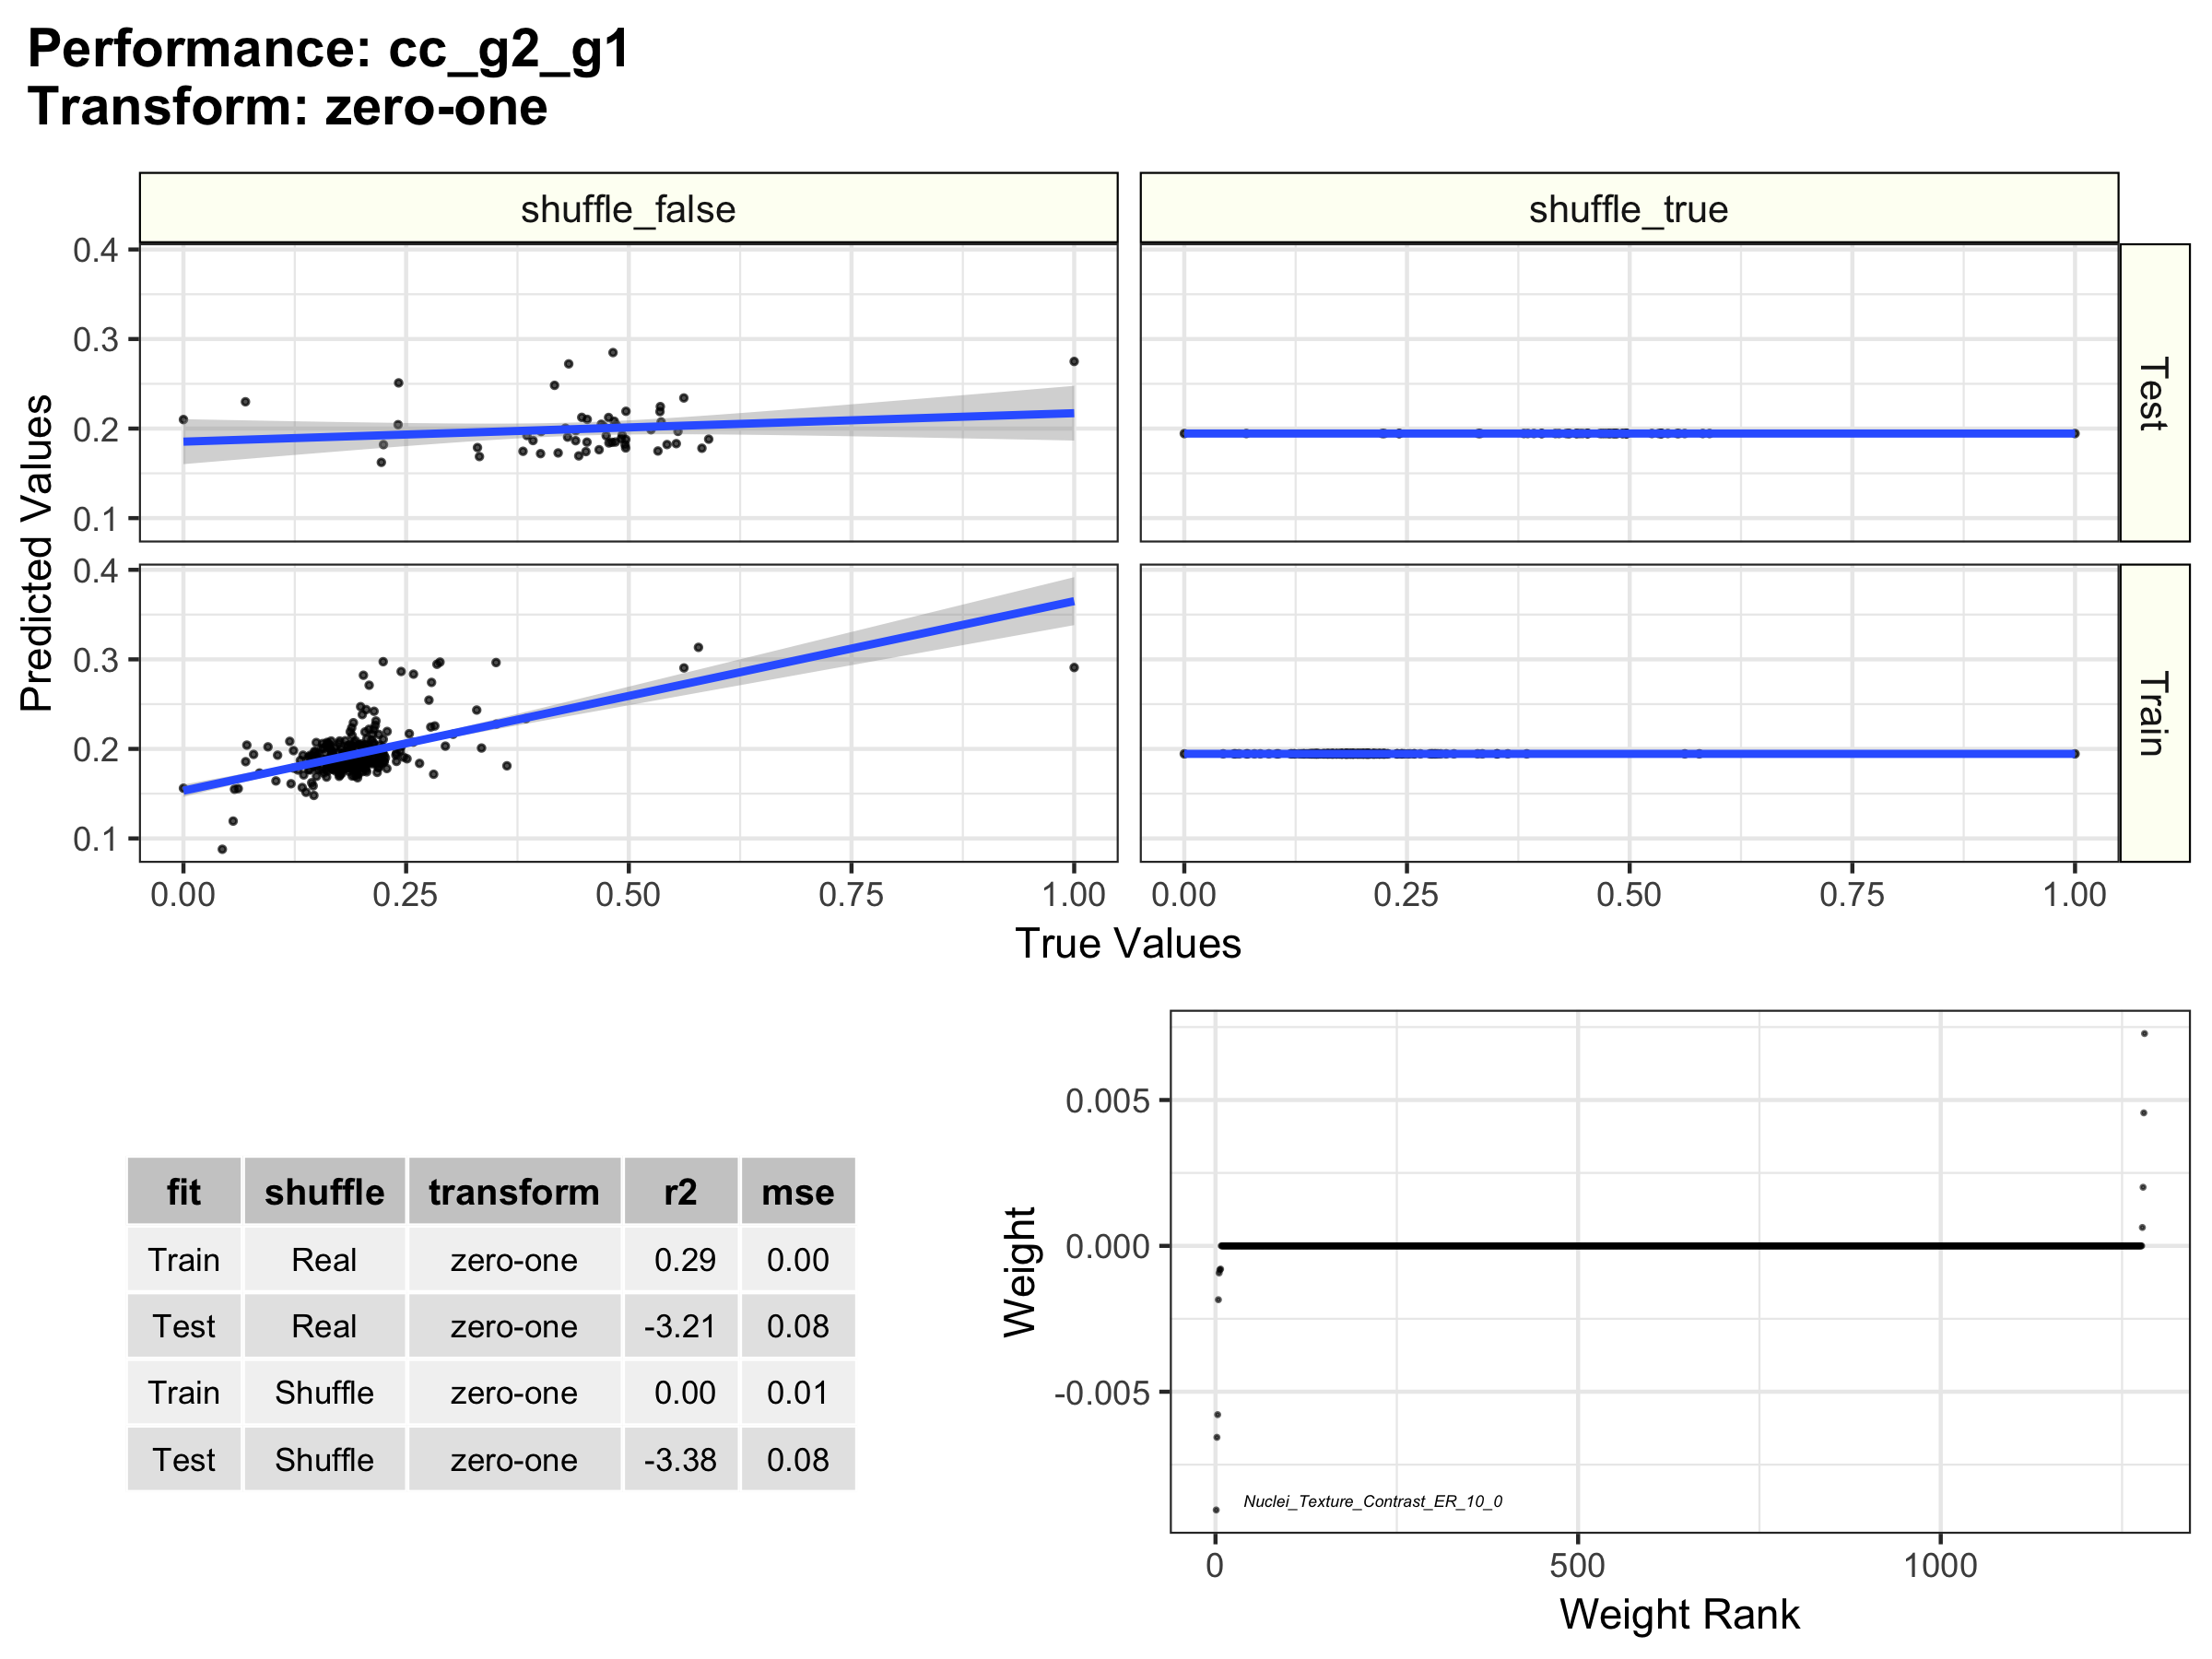 Performance: cc_g2_g1
Transform: zero-one
shuffle_false
shuffle_true
0.4
0.3
0.2
0.1
Test
0.4
0.3
0.2
0.1
Train
Predicted Values
0.00 0.25 0.50 0.75 1.00
0.00 0.25 0.50 0.75 1.00
True Values
fit shuffle transform r2 mse
Train Real zero-one 0.29 0.00
Test Real zero-one -3.21 0.08
Train Shuffle zero-one 0.00 0.01
Test Shuffle zero-one -3.38 0.08
0.005
0.000
-0.005
Weight
Nuclei_Texture_Contrast_ER_10_0
0 500 1000
Weight Rank